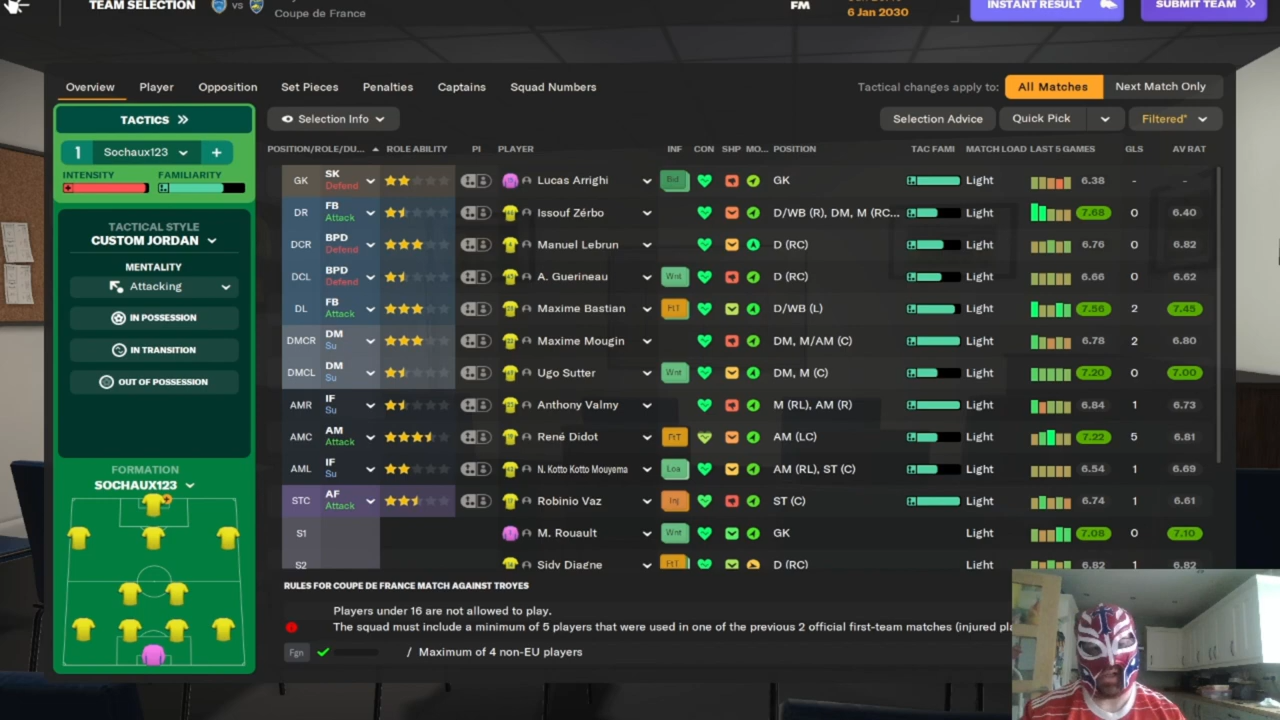 TEAM SELECTION
VS
Coupe de France
FM
6 Jan 2030
INSTANT RESULT
SUBMIT TEAM
Overview Player Opposition Set Pieces Penalties Captains Squad Numbers
Tactical changes apply to: All Matches Next Match Only
TACTICS
Selection Info
Selection Advice Quick Pick Filtered*
1 Sochaux123 +
INTENSITY FAMILIARITY
TACTICAL STYLE
CUSTOM JORDAN
MENTALITY
Attacking
IN POSSESSION
IN TRANSITION
OUT OF POSSESSION
FORMATION
SOCHAUX123
POSITION/ROLE/DU... ROLE ABILITY PI PLAYER INF CON SHP MO... POSITION TAC FAMI MATCH LOAD LAST 5 GAMES GLS AV RAT
GK SK Defend Lucas Arrighi Bid GK Light 6.38 - -
DR FB Attack Issouf Zérbo D/WB (R), DM, M (RC... Light 7.68 0 6.40
DCR BPD Defend Manuel Lebrun D (RC) Light 6.76 0 6.82
DCL BPD Defend A. Guerineau Wnt D (RC) Light 6.66 0 6.62
DL FB Attack Maxime Bastian FtT D/WB (L) Light 7.56 2 7.45
DMCR DM Su Maxime Mougin DM, M/AM (C) Light 6.78 2 6.80
DMCL DM Su Ugo Sutter Wnt DM, M (C) Light 7.20 0 7.00
AMR IF Su Anthony Valmy M (RL), AM (R) Light 6.84 1 6.73
AMC AM Attack René Didot FtT AM (LC) Light 7.22 5 6.81
AML IF Su N. Kotto Kotto Mouyema Loa AM (RL), ST (C) Light 6.54 1 6.69
STC AF Attack Robinio Vaz Inj ST (C) Light 6.74 1 6.61
S1 M. Rouault Wnt GK Light 7.08 0 7.10
S2 Sidy Diagne FtT D (RC) Light 6.82 1 6.82
RULES FOR COUPE DE FRANCE MATCH AGAINST TROYES
Players under 16 are not allowed to play.
The squad must include a minimum of 5 players that were used in one of the previous 2 official first-team matches (injured
Fgn / Maximum of 4 non-EU players